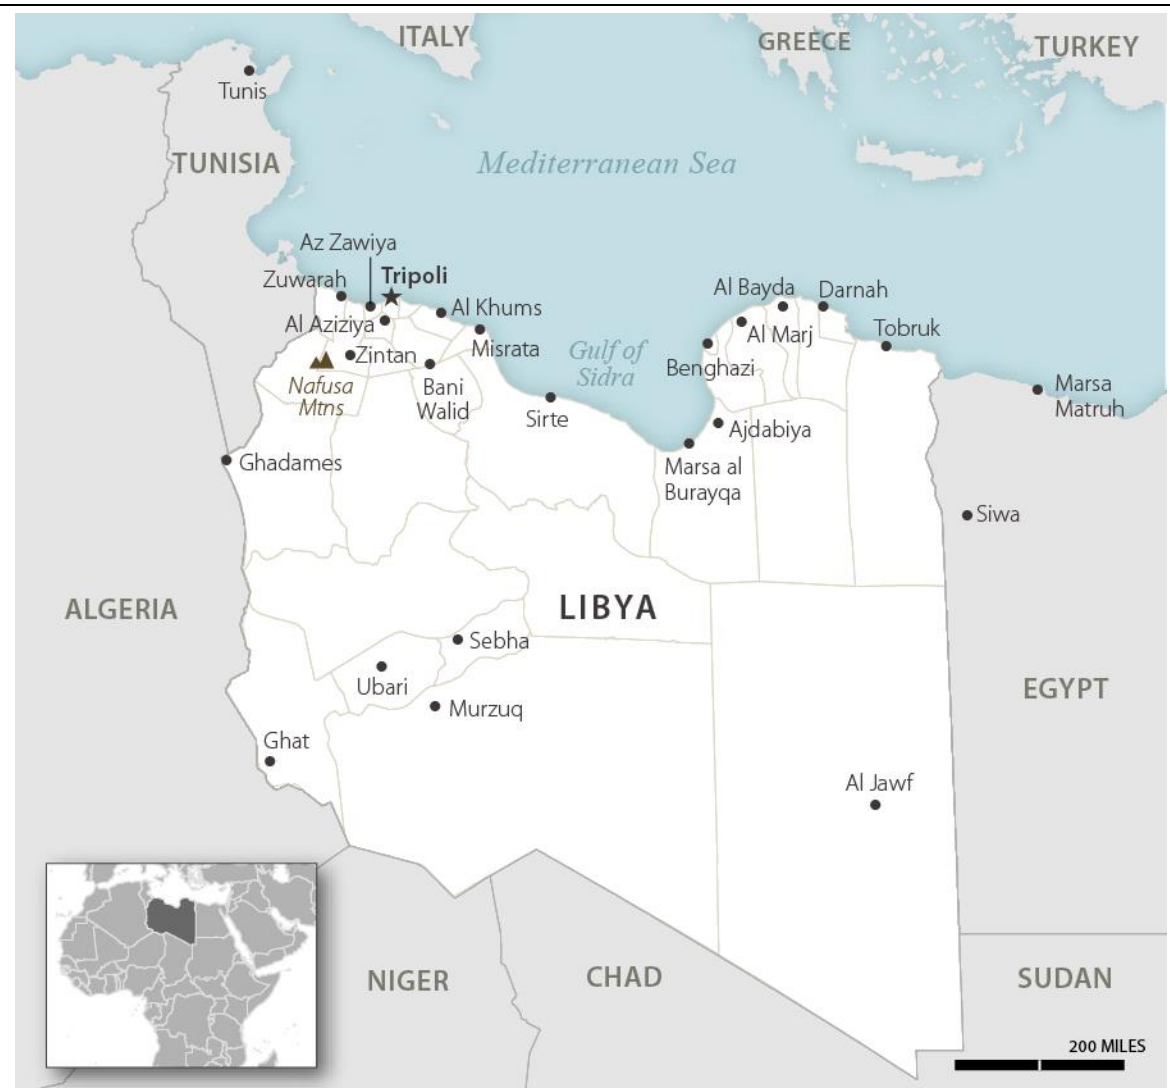 ITALY
GREECE
TURKEY
Tunis
TUNISIA
Mediterranean Sea
Az Zawiya
Zuwarah
Tripoli
Al Khums
Al Aziziya
Misrata
Zintan
Nafusa
Mtns
Bani
Walid
Gulf of
Sidra
Sirte
Al Bayda
Darnah
Al Marj
Tobruk
Benghazi
Marsa
Matruh
Ajdabiya
Ghadames
Marsa al
Burayqa
Siwa
ALGERIA
LIBYA
Sebha
Ubari
EGYPT
Murzuq
Ghat
Al Jawf
NIGER
CHAD
SUDAN
200 MILES